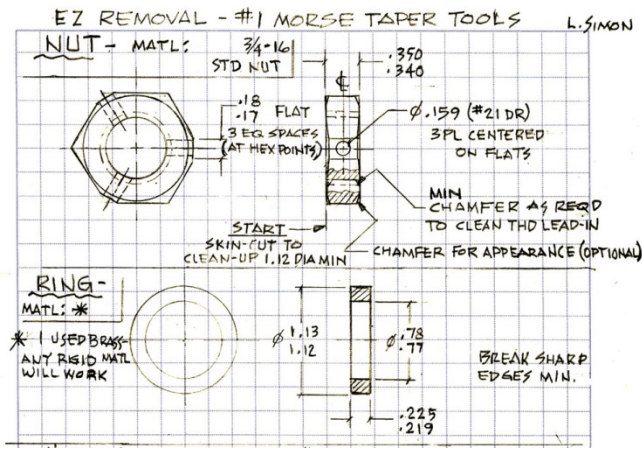 EZ REMOVAL - #1 MORSE TAPER TOOLS
L. SIMON
NUT - MATL: 3/4-16
STD NUT
.350
.340
℄
.18
.17 FLAT
3 EQ SPACES
(AT HEX POINTS)
Ø.159 (#21 DR)
3PL CENTERED
ON FLATS
MIN
CHAMFER AS REQD
TO CLEAN THD LEAD-IN
START
SKIN-CUT TO
CLEAN-UP 1.12 DIA MIN
CHAMFER FOR APPEARANCE (OPTIONAL)
RING-
MATL: *
* I USED BRASS-
ANY RIGID MATL
WILL WORK
Ø 1.13
1.12
Ø .78
.77
BREAK SHARP
EDGES MIN.
.225
.219